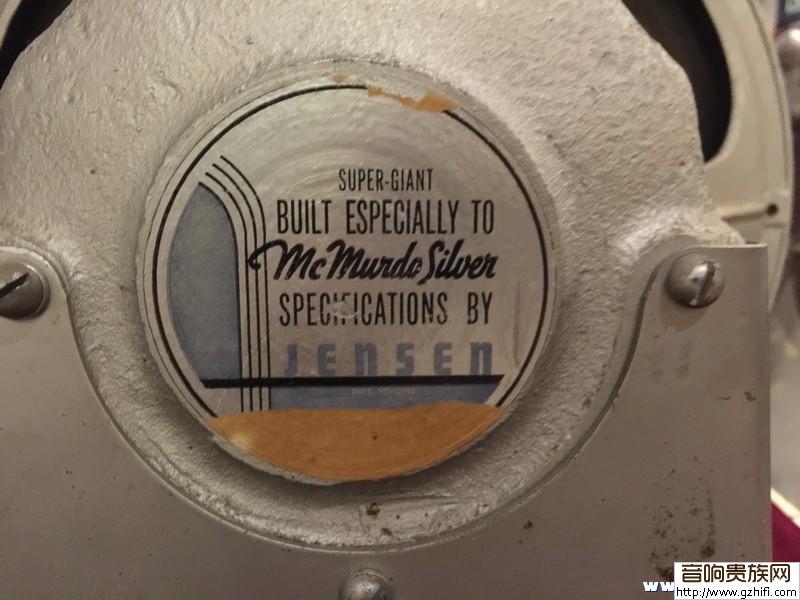 SUPER-GIANT
BUILT ESPECIALLY TO
McMurdo Silver
SPECIFICATIONS BY
JENSEN
音响贵族网
http://www.gzhifi.com